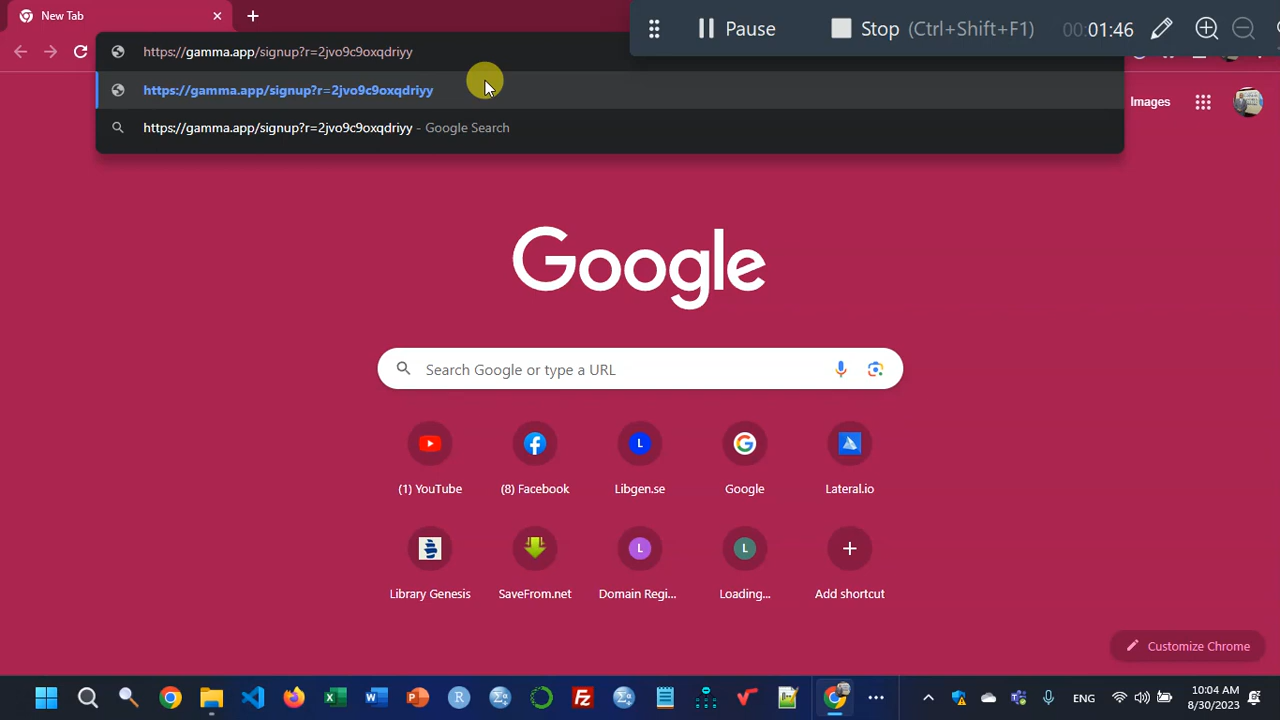 New Tab
Pause
Stop (Ctrl+Shift+F1)
00:01:46
https://gamma.app/signup?r=2jvo9c9oxqdriyy
https://gamma.app/signup?r=2jvo9c9oxqdriyy
https://gamma.app/signup?r=2jvo9c9oxqdriyy - Google Search
Images
Google
Search Google or type a URL
L
G
(1) YouTube
(8) Facebook
Libgen.se
Google
Lateral.io
L
L
Library Genesis
SaveFrom.net
Domain Regi...
Loading...
Add shortcut
Customize Chrome
ENG
10:04 AM
8/30/2023